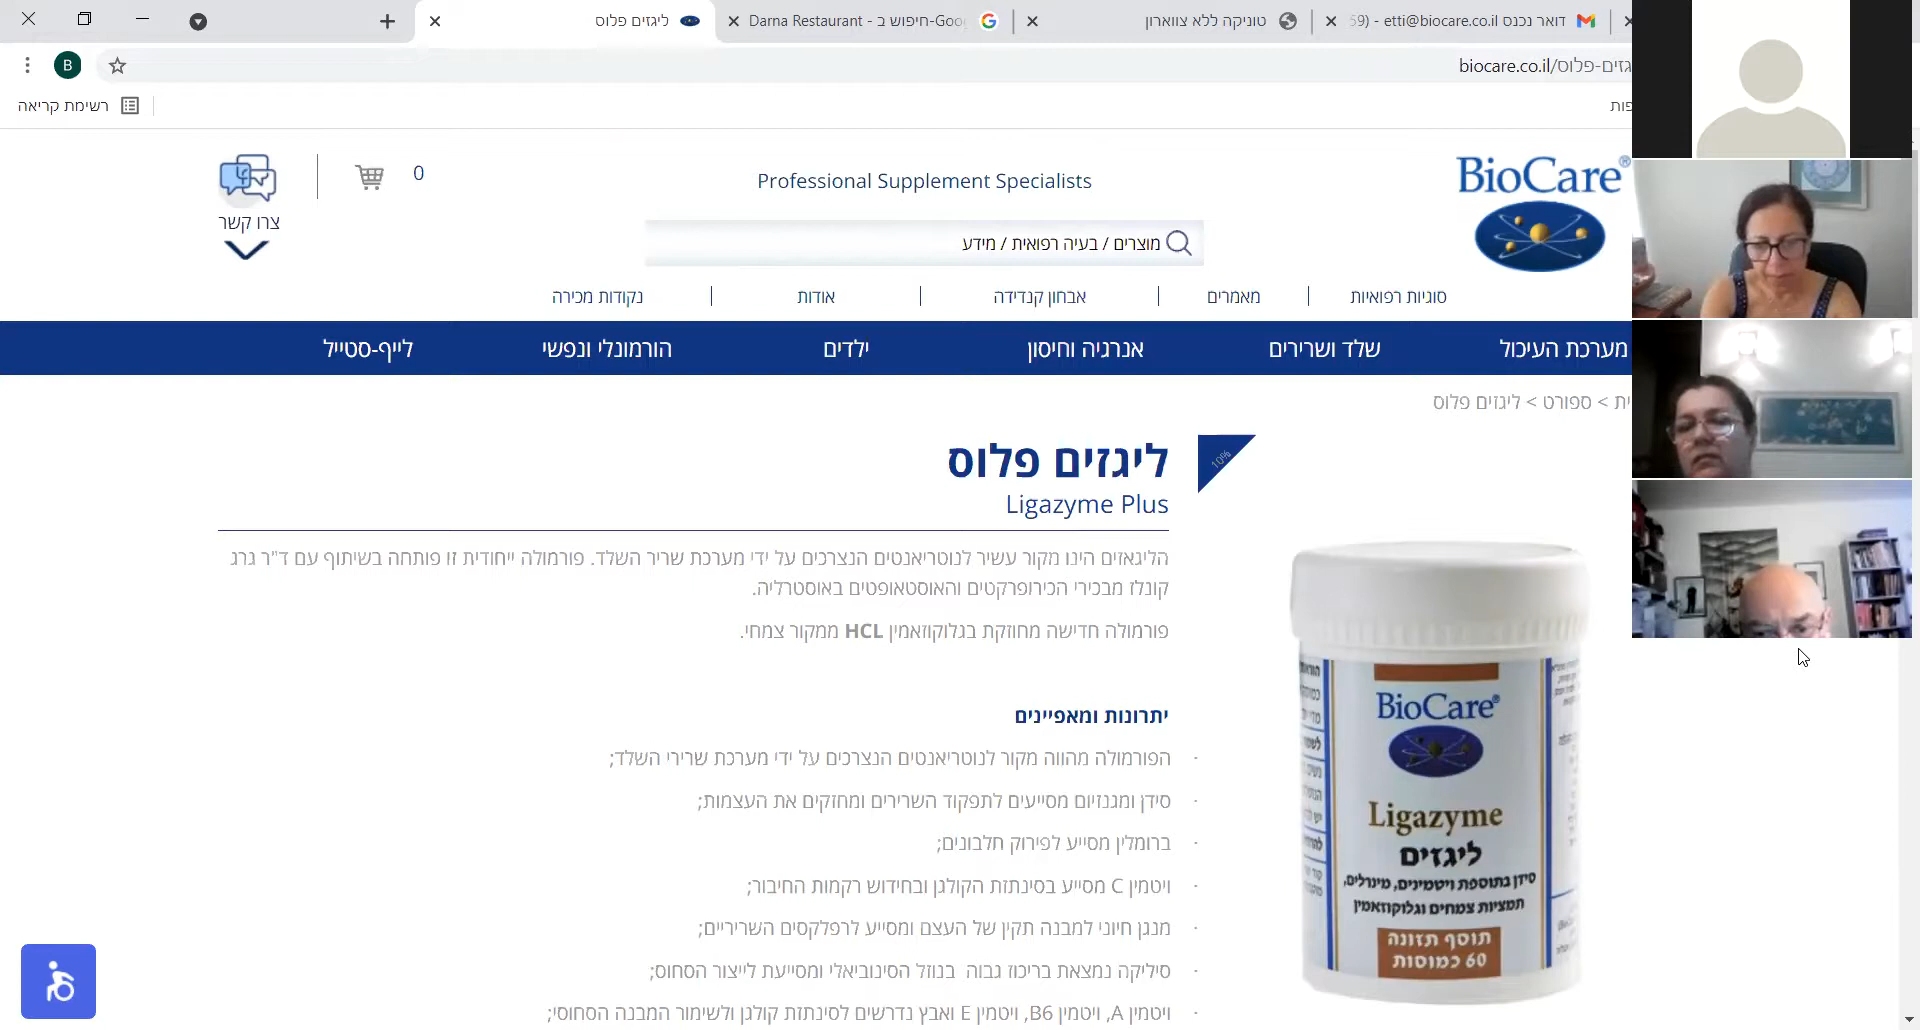 ליגזים פלוס
Darna Restaurant - חיפוש ב-Goo
טוניקה ללא צווארון
דואר נכנס (59) - etti@biocare.co.il
B
biocare.co.il/
רשימת קריאה
צרו קשר
0
Professional Supplement Specialists
BioCare®
מוצרים / בעיה רפואית / מידע
סוגיות רפואיות
מאמרים
אבחון קנדידה
אודות
נקודות מכירה
מערכת העיכול
שלד ושרירים
אנרגיה וחיסון
ילדים
הורמונלי ונפשי
לייף-סטייל
ית > ספורט > ליגזים פלוס
ליגזים פלוס
10%
Ligazyme Plus
הליגאזים הינו מקור עשיר לנוטריאנטים הנצרכים על ידי מערכת שריר השלד. פורמולה ייחודית זו פותחה בשיתוף עם ד"ר גרג
קונלז מבכירי הכירופרקטים והאוסטאופטים באוסטרליה.
פורמולה חדישה מחוזקת בגלוקוזאמין HCL ממקור צמחי.
יתרונות ומאפיינים
· הפורמולה מהווה מקור לנוטריאנטים הנצרכים על ידי מערכת שרירי השלד;
· סידן ומגנזיום מסייעים לתפקוד השרירים ומחזקים את העצמות;
· ברומלין מסייע לפירוק חלבונים;
· ויטמין C מסייע בסינתזת הקולגן ובחידוש רקמות החיבור;
· מנגן חיוני למבנה תקין של העצם ומסייע לרפלקסים השריריים;
· סיליקה נמצאת בריכוז גבוה בנוזל הסינוביאלי ומסייעת לייצור הסחוס;
· ויטמין A, ויטמין B6, ויטמין E ואבץ נדרשים לסינתזת קולגן ולשימור המבנה הסחוסי;
BioCare®
Ligazyme
ליגזים
סידן בתוספת ויטמינים, מינרלים,
תמציות צמחים וגלוקוזאמין
תוסף תזונה
60 כמוסות